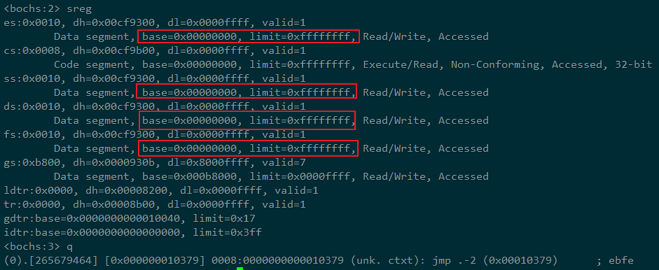 <bochs:2> sreg
es:0x0010, dh=0x00cf9300, dl=0x0000ffff, valid=1
Data segment, base=0x00000000, limit=0xffffffff, Read/Write, Accessed
cs:0x0008, dh=0x00cf9b00, dl=0x0000ffff, valid=1
Code segment, base=0x00000000, limit=0xffffffff, Execute/Read, Non-Conforming, Accessed, 32-bit
ss:0x0010, dh=0x00cf9300, dl=0x0000ffff, valid=1
Data segment, base=0x00000000, limit=0xffffffff, Read/Write, Accessed
ds:0x0010, dh=0x00cf9300, dl=0x0000ffff, valid=1
Data segment, base=0x00000000, limit=0xffffffff, Read/Write, Accessed
fs:0x0010, dh=0x00cf9300, dl=0x0000ffff, valid=1
Data segment, base=0x00000000, limit=0xffffffff, Read/Write, Accessed
gs:0xb800, dh=0x0000930b, dl=0x8000ffff, valid=7
Data segment, base=0x000b8000, limit=0x0000ffff, Read/Write, Accessed
ldtr:0x0000, dh=0x00008200, dl=0x0000ffff, valid=1
tr:0x0000, dh=0x00008b00, dl=0x0000ffff, valid=1
gdtr:base=0x0000000000010040, limit=0x17
idtr:base=0x0000000000000000, limit=0x3ff
<bochs:3> q
(0).[265679464] [0x000000010379] 0008:0000000000010379 (unk. ctxt): jmp .-2 (0x00010379) ; ebfe